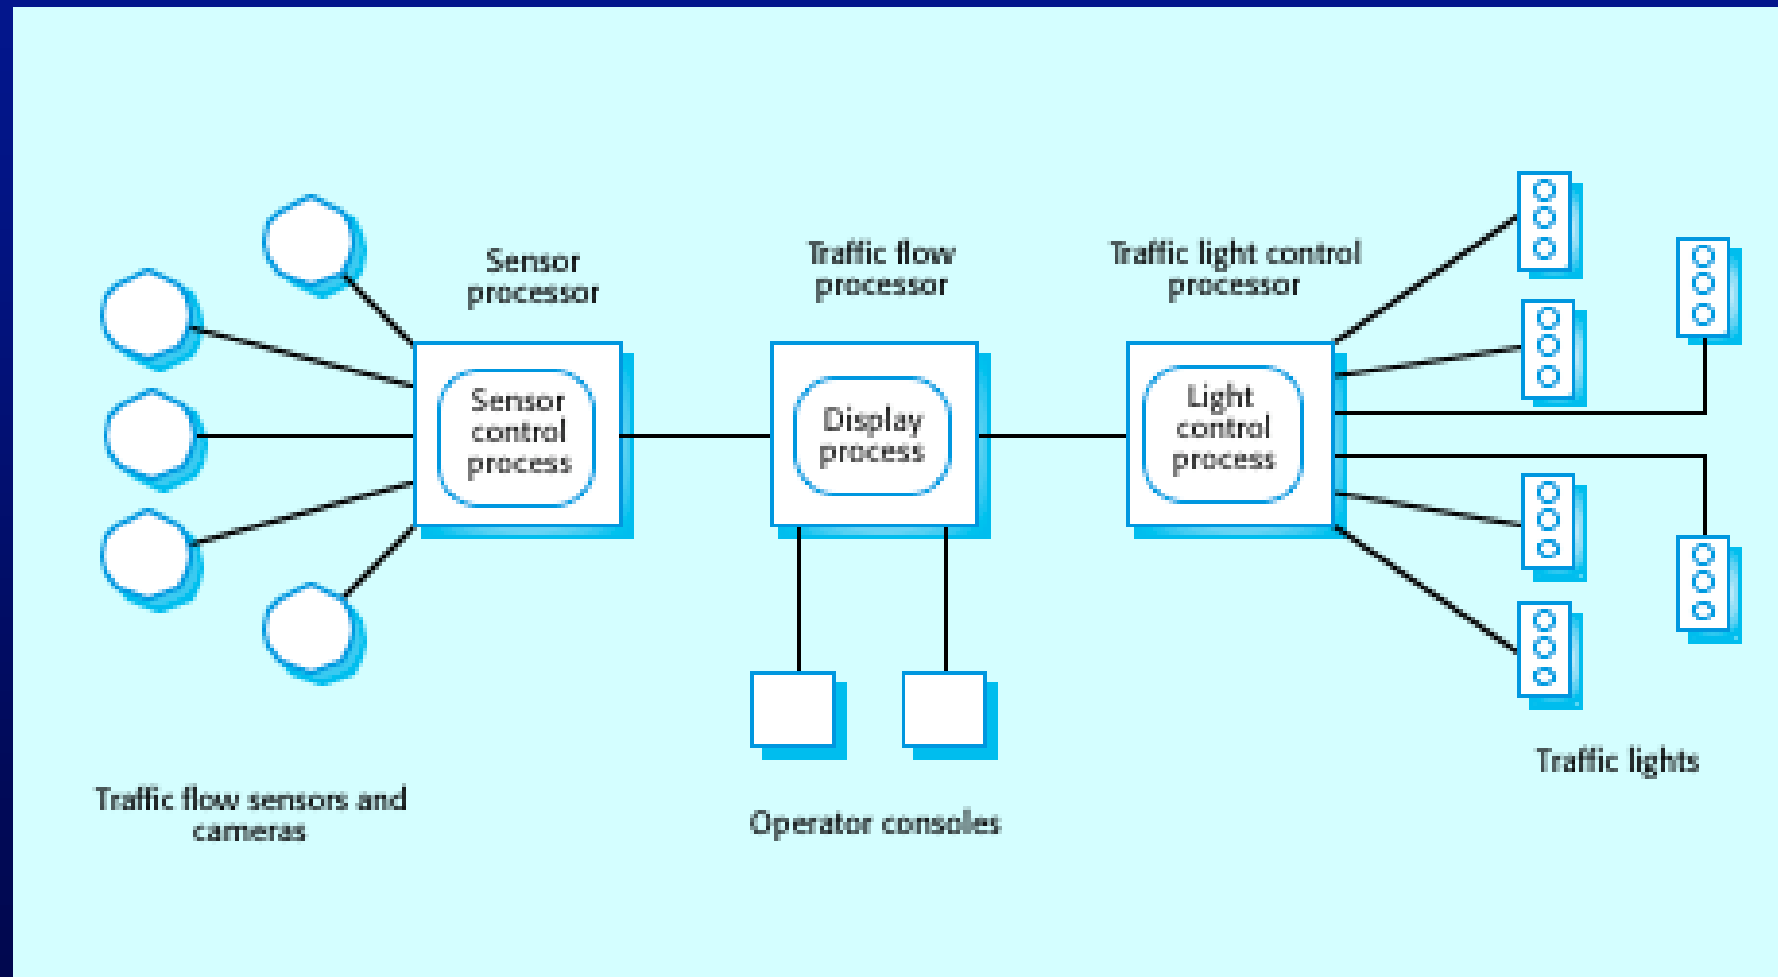 Sensor
processor
Traffic flow
processor
Traffic light control
processor
Sensor
control
process
Display
process
Light
control
process
Traffic flow sensors and
cameras
Operator consoles
Traffic lights